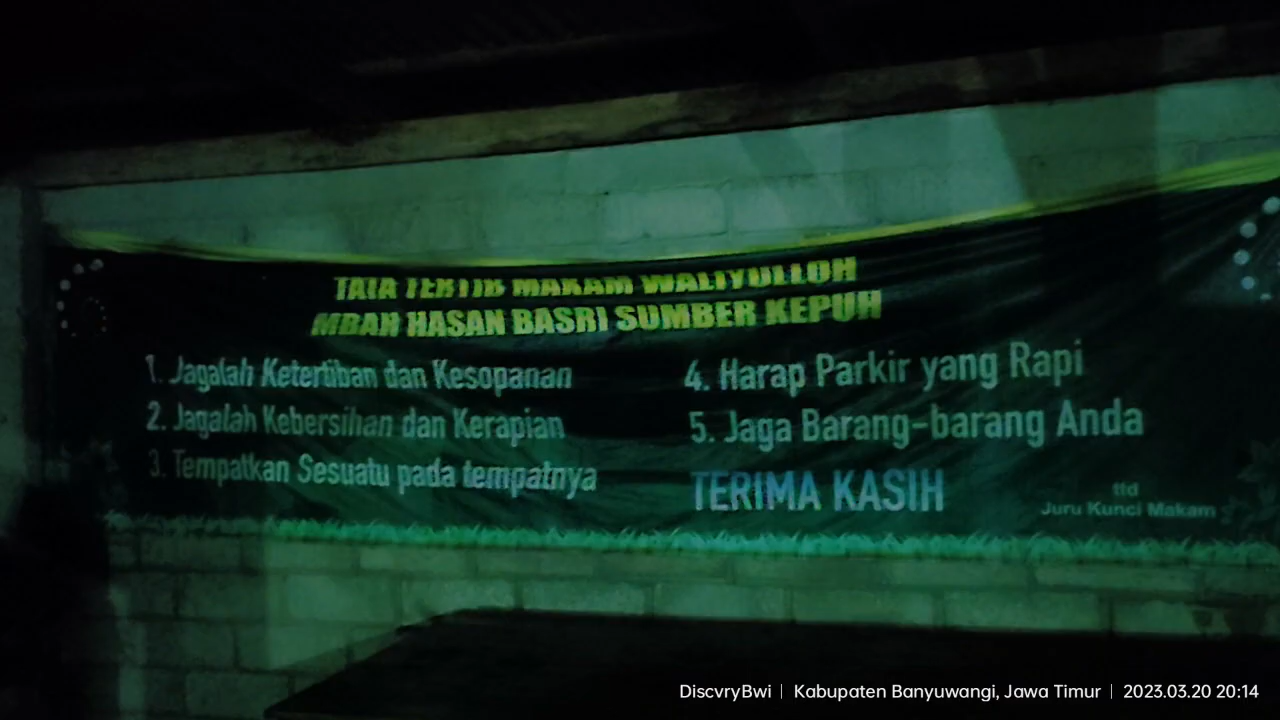 TATA TERTIB MAKAM WALIYULLOH
MBAH HASAN BASRI SUMBER KEPUH
1. Jagalah Ketertiban dan Kesopanan
2. Jagalah Kebersihan dan Kerapian
3. Tempatkan Sesuatu pada tempatnya
4. Harap Parkir yang Rapi
5. Jaga Barang-barang Anda
TERIMA KASIH
ttd
Juru Kunci Makam
DiscvryBwi | Kabupaten Banyuwangi, Jawa Timur | 2023.03.20 20:14